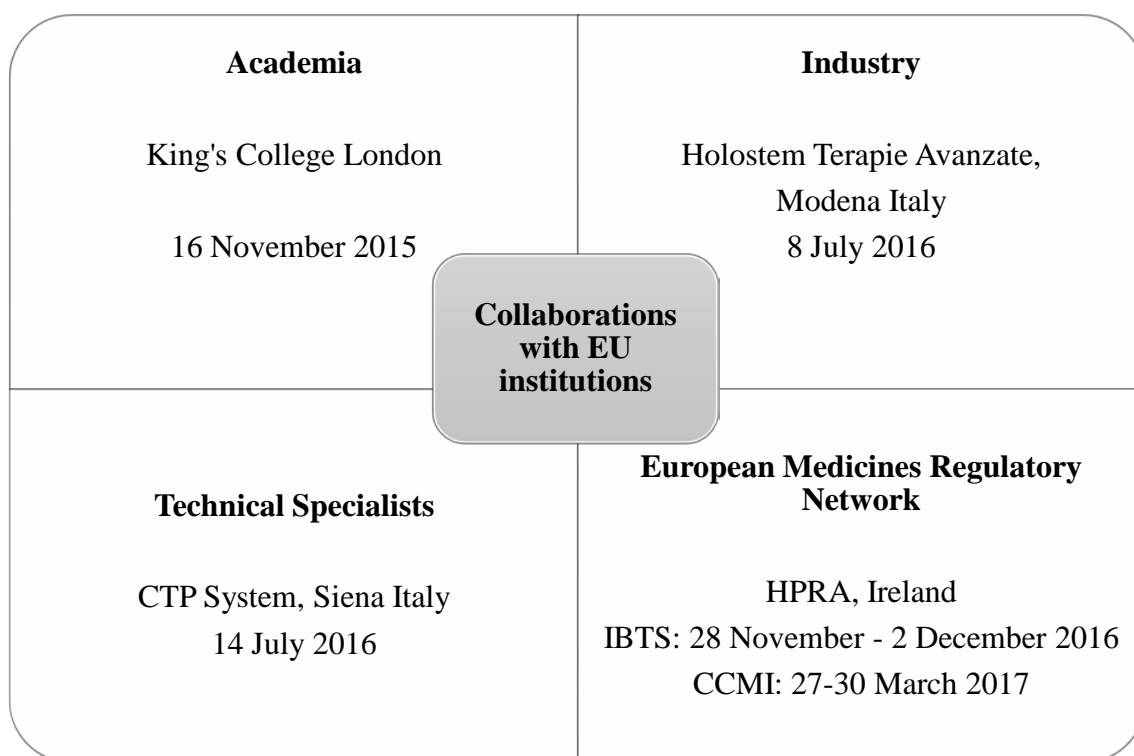 Academia
King's College London
16 November 2015
Industry
Holostem Terapie Avanzate,
Modena Italy
8 July 2016
Collaborations
with EU
institutions
Technical Specialists
CTP System, Siena Italy
14 July 2016
European Medicines Regulatory
Network
HPRA, Ireland
IBTS: 28 November - 2 December 2016
CCMI: 27-30 March 2017